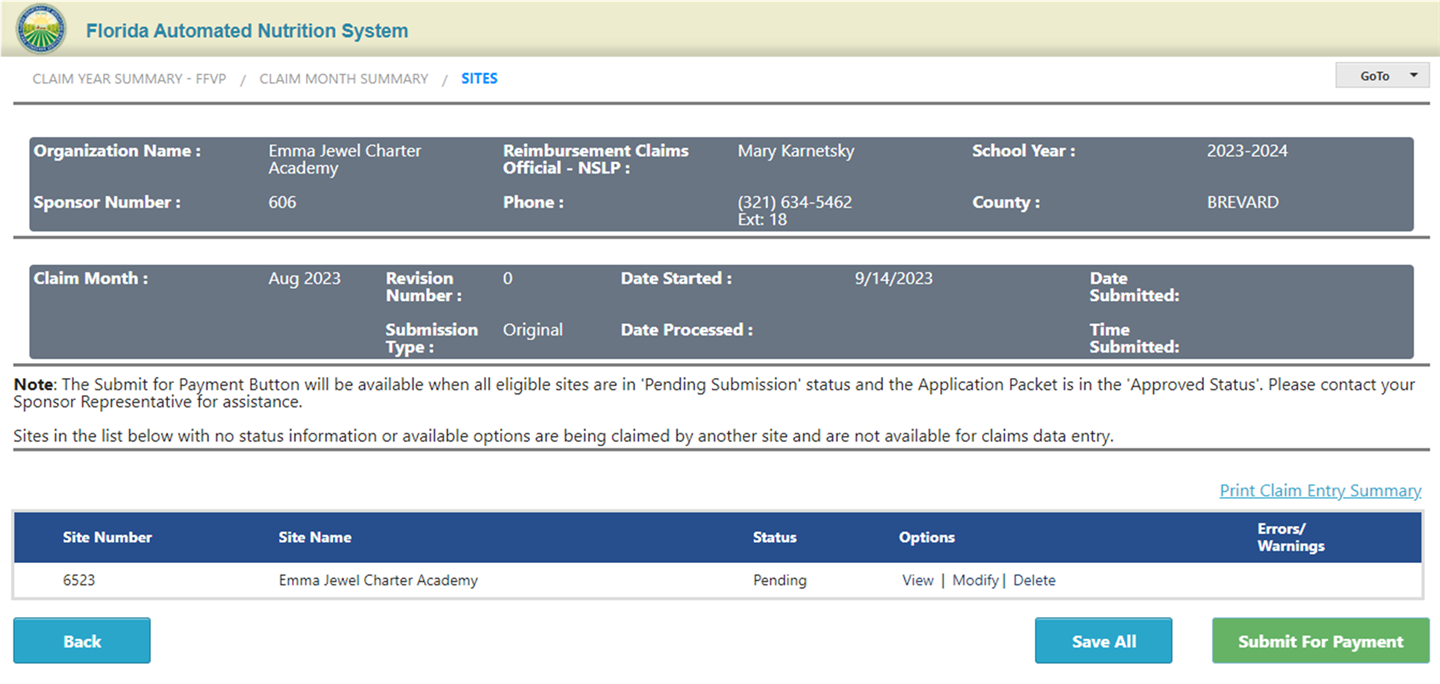 Florida Automated Nutrition System
CLAIM YEAR SUMMARY - FFVP / CLAIM MONTH SUMMARY / SITES
GoTo
Organization Name : Emma Jewel Charter Academy Reimbursement Claims Official - NSLP : Mary Karnetsky School Year : 2023-2024
Sponsor Number : 606 Phone : (321) 634-5462 Ext: 18 County : BREVARD
Claim Month : Aug 2023 Revision Number : 0 Date Started : 9/14/2023 Date Submitted:
Submission Type : Original Date Processed : Time Submitted:
Note: The Submit for Payment Button will be available when all eligible sites are in 'Pending Submission' status and the Application Packet is in the 'Approved Status'. Please contact your
Sponsor Representative for assistance.
Sites in the list below with no status information or available options are being claimed by another site and are not available for claims data entry.
Print Claim Entry Summary
Site Number Site Name Status Options Errors/ Warnings
6523 Emma Jewel Charter Academy Pending View | Modify | Delete
Back Save All Submit For Payment